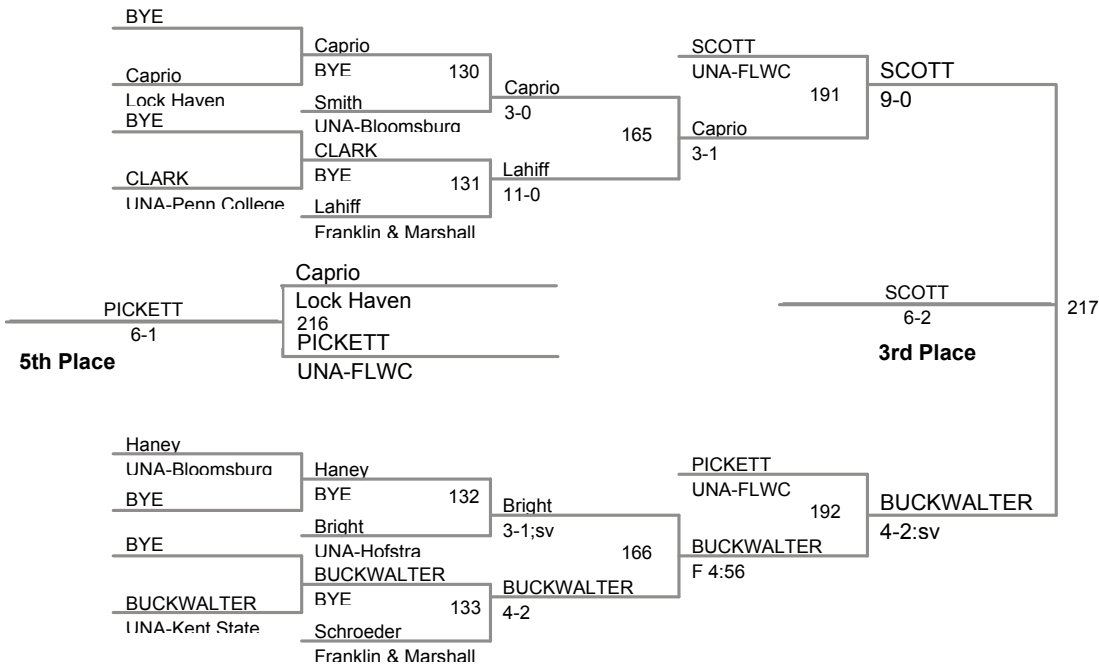 BYE
Caprio
SCOTT
BYE
130
UNA-FLWC
SCOTT
Caprio
Caprio
191
Lock Haven
Smith
3-0
9-0
BYE
UNA-Bloomsburg
165
Caprio
CLARK
3-1
CLARK
BYE
131
Lahiff
UNA-Penn College
Lahiff
11-0
Franklin & Marshall
Caprio
Lock Haven
SCOTT
PICKETT
216
217
6-1
PICKETT
6-2
5th Place
UNA-FLWC
3rd Place
Haney
UNA-Bloomsburg
Haney
PICKETT
BYE
BYE
132
UNA-FLWC
Bright
192
BUCKWALTER
Bright
3-1;sv
4-2:sv
BYE
UNA-Hofstra
166
BUCKWALTER
BUCKWALTER
F 4:56
BUCKWALTER
BYE
133
BUCKWALTER
UNA-Kent State
4-2
Schroeder
Franklin & Marshall